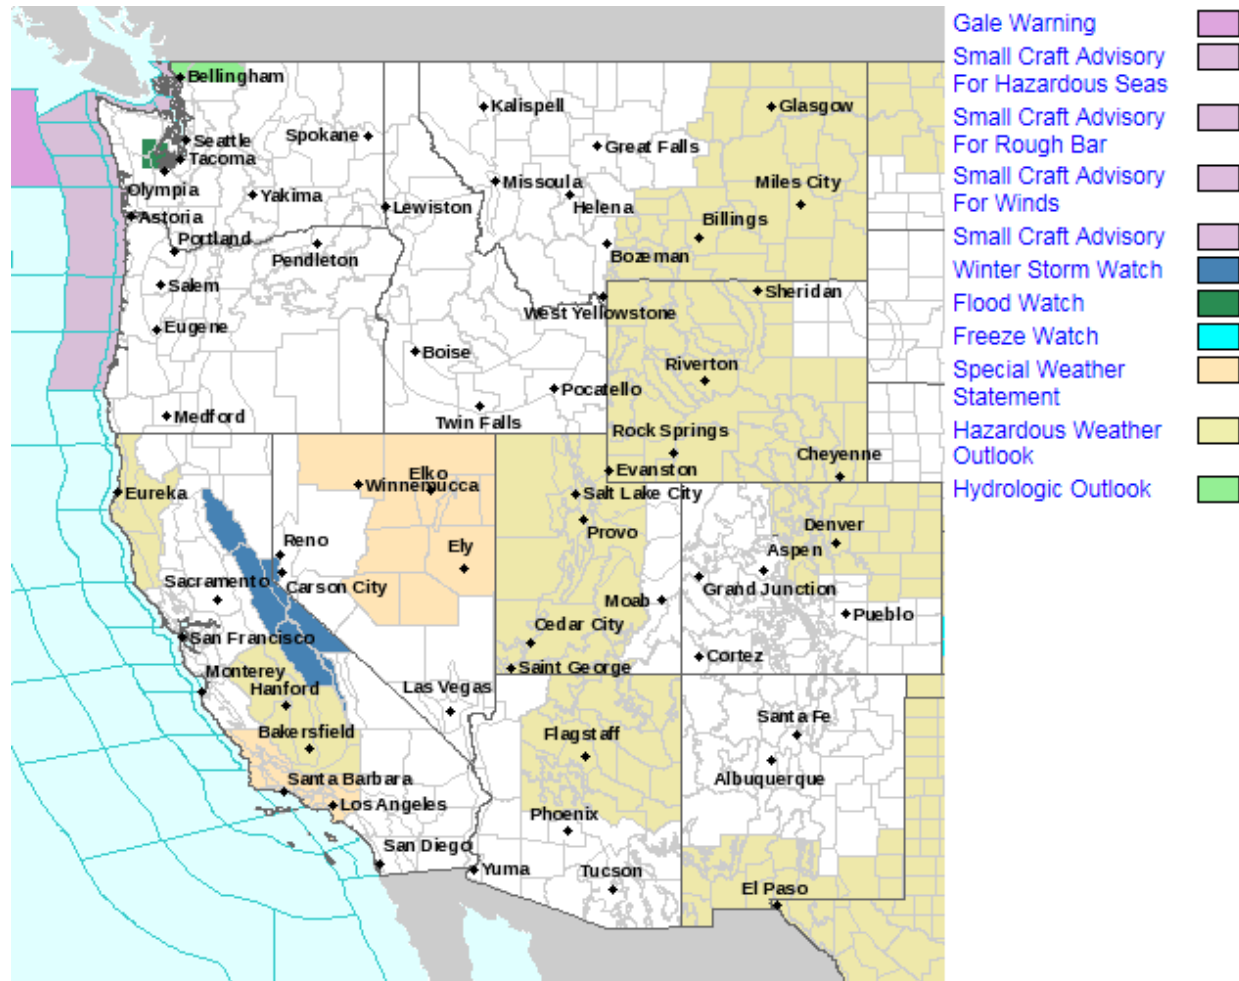 Gale Warning
Small Craft Advisory
For Hazardous Seas
Small Craft Advisory
For Rough Bar
Small Craft Advisory
For Winds
Small Craft Advisory
Winter Storm Watch
Flood Watch
Freeze Watch
Special Weather
Statement
Hazardous Weather
Outlook
Hydrologic Outlook
Bellingham
Kalispell
Glasgow
Seattle
Spokane
Great Falls
Tacoma
Olympia
Yakima
Missoula
Helena
Miles City
Astoria
Lewiston
Billings
Portland
Pendleton
Bozeman
Salem
Sheridan
West Yellowstone
Eugene
Boise
Riverton
Pocatello
Medford
Twin Falls
Rock Springs
Cheyenne
Evanston
Elko
Winnemucca
Eureka
Salt Lake City
Provo
Denver
Reno
Ely
Aspen
Sacramento
Carson City
Grand Junction
Moab
Pueblo
San Francisco
Cedar City
Cortez
Saint George
Monterey
Hanford
Las Vegas
Santa Fe
Bakersfield
Flagstaff
Albuquerque
Santa Barbara
Los Angeles
Phoenix
San Diego
Yuma
Tucson
El Paso